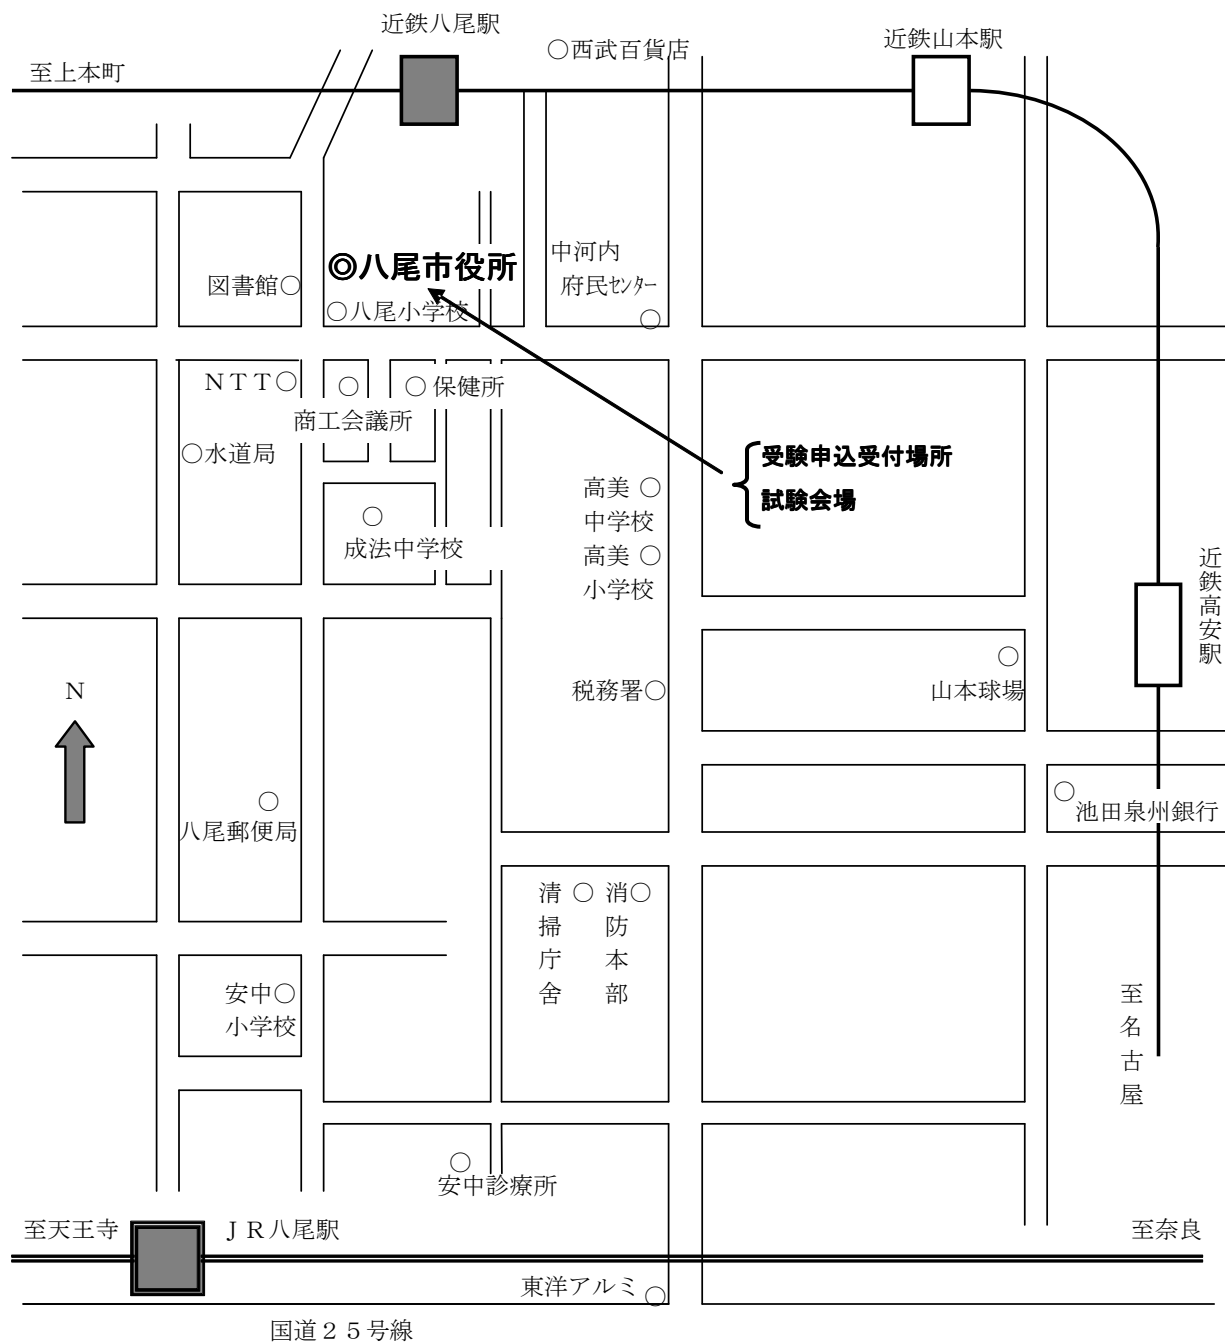 近鉄八尾駅
○西武百貨店
近鉄山本駅
至上本町
◎八尾市役所
中河内
府民センター
図書館○
○八尾小学校
ＮＴＴ○
○保健所
商工会議所
○水道局
受験申込受付場所
試験会場
高美○
中学校
成法中学校
高美○
小学校
近鉄高安駅
税務署○
山本球場
Ｎ
池田泉州銀行
八尾郵便局
清掃庁舎
消防本部
安中○
小学校
至名古屋
安中診療所
至天王寺
ＪＲ八尾駅
至奈良
東洋アルミ
国道２５号線